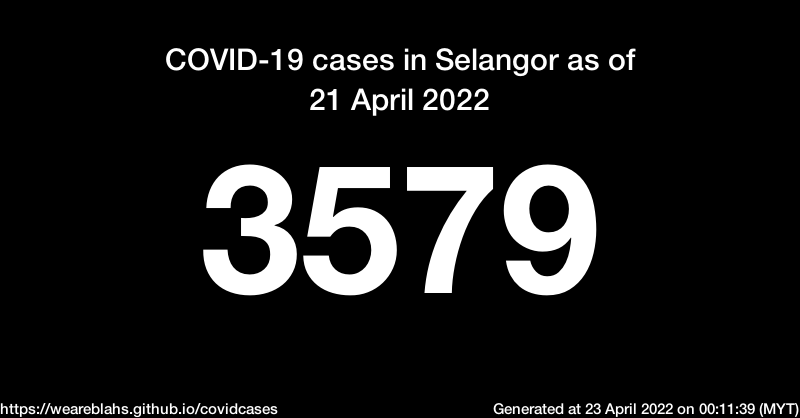 COVID-19 cases in Selangor as of
21 April 2022
3579
https://weareblahs.github.io/covidcases
Generated at 23 April 2022 on 00:11:39 (MYT)